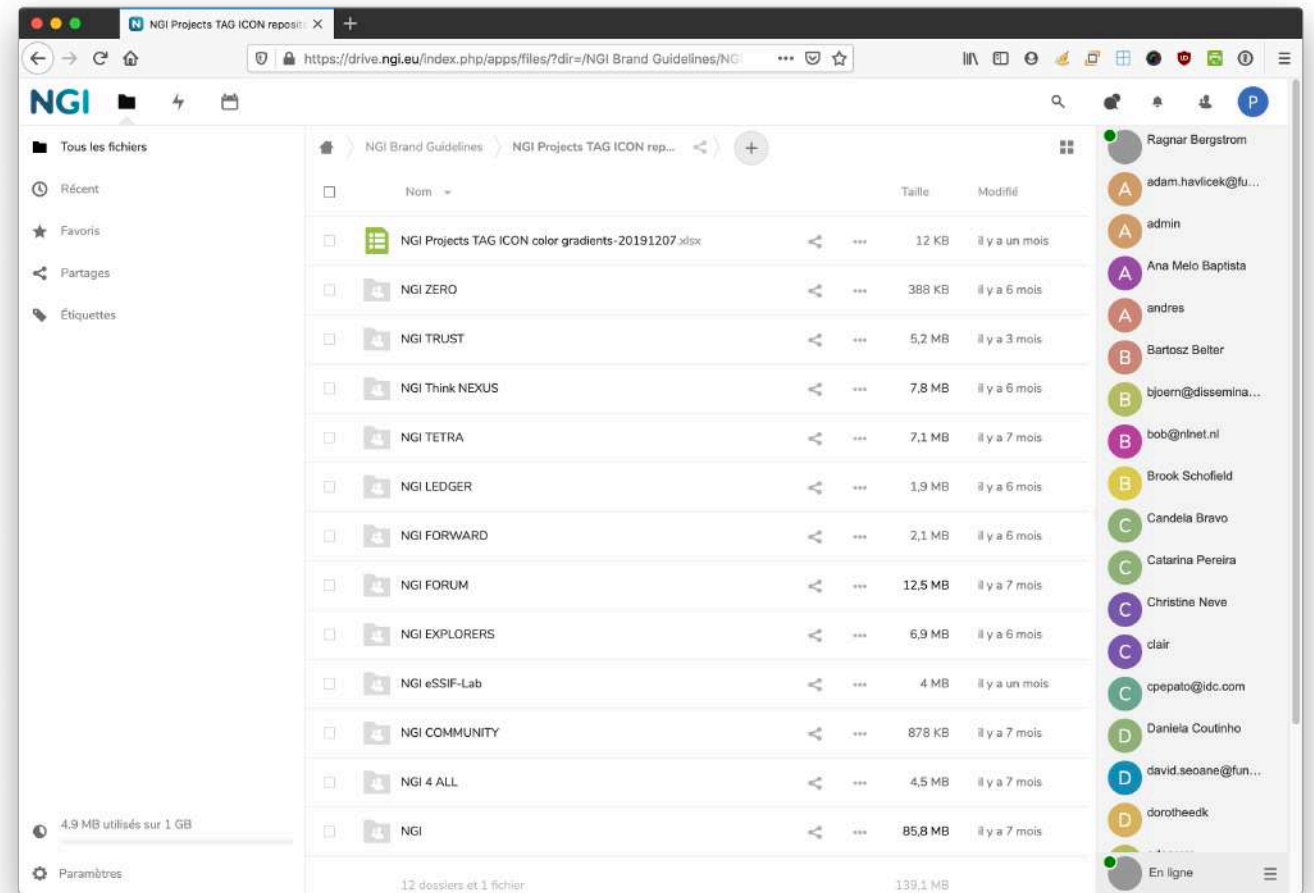 NGI Projects TAG ICON reposit
https://drive.ngi.eu/index.php/apps/files/?dir=/NGI Brand Guidelines/NG
NGI
P
Tous les fichiers
Récent
Favoris
Partages
Étiquettes
4.9 MB utilisés sur 1 GB
Paramètres
NGI Brand Guidelines
NGI Projects TAG ICON rep...
Nom Taille Modifié
NGI Projects TAG ICON color gradients-20191207.xlsx 12 KB il y a un mois
NGI ZERO 388 KB il y a 6 mois
NGI TRUST 5,2 MB il y a 3 mois
NGI Think NEXUS 7,8 MB il y a 6 mois
NGI TETRA 7,1 MB il y a 7 mois
NGI LEDGER 1,9 MB il y a 6 mois
NGI FORWARD 2,1 MB il y a 6 mois
NGI FORUM 12,5 MB il y a 7 mois
NGI EXPLORERS 6,9 MB il y a 6 mois
NGI eSSIF-Lab 4 MB il y a un mois
NGI COMMUNITY 878 KB il y a 7 mois
NGI 4 ALL 4,5 MB il y a 7 mois
NGI 85,8 MB il y a 7 mois
12 dossiers et 1 fichier 139,1 MB
Ragnar Bergstrom
A adam.havlicek@fu...
A admin
A Ana Melo Baptista
A andres
B Bartosz Belter
B bjoern@dissemina...
B bob@nlnet.nl
B Brook Schofield
C Candela Bravo
C Catarina Pereira
C Christine Neve
C clair
C cpepato@idc.com
D Daniela Coutinho
D david.seoane@fun...
D dorotheedk
En ligne